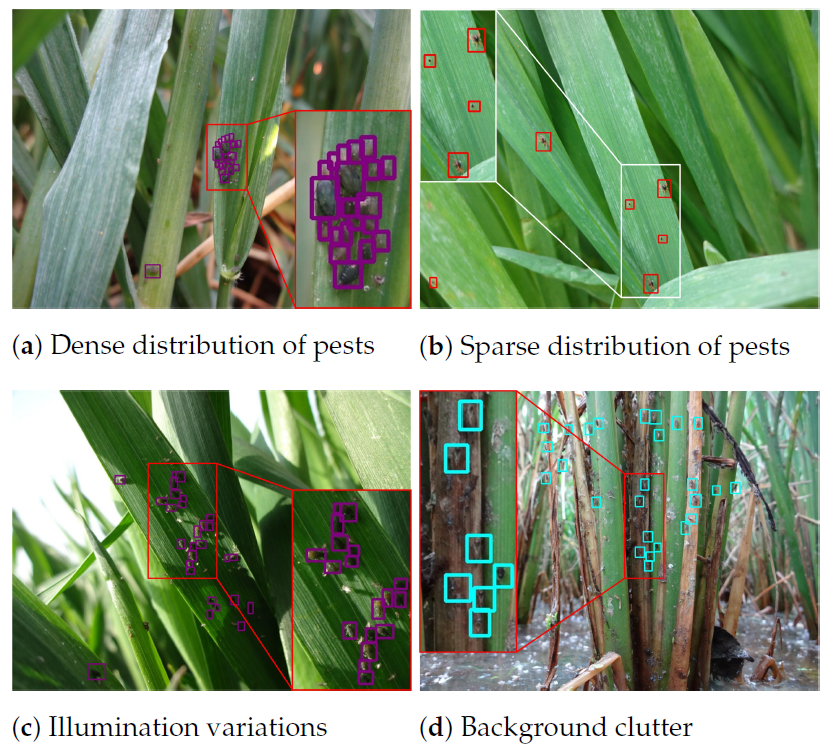 (a) Dense distribution of pests
(b) Sparse distribution of pests
(c) Illumination variations
(d) Background clutter